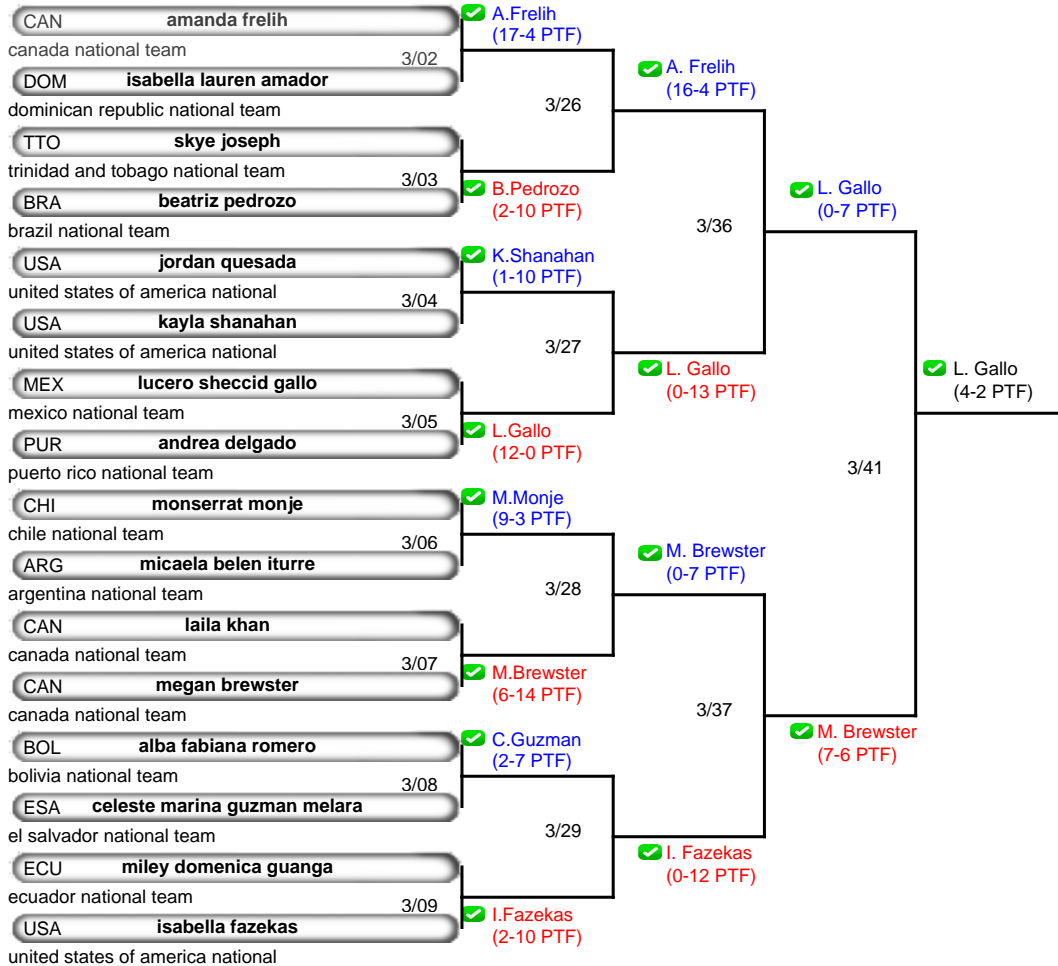 CAN amanda frelih
canada national team
3/02
DOM isabella lauren amador
dominican republic national team
TTO skye joseph
trinidad and tobago national team
3/03
BRA beatriz pedrozo
brazil national team
USA jordan quesada
united states of america national
3/04
USA kayla shanahan
united states of america national
MEX lucero sheccid gallo
mexico national team
3/05
PUR andrea delgado
puerto rico national team
CHI monserrat monje
chile national team
3/06
ARG micaela belen iturre
argentina national team
CAN laila khan
canada national team
3/07
CAN megan brewster
canada national team
BOL alba fabiana romero
bolivia national team
3/08
ESA celeste marina guzman melara
el salvador national team
ECU miley domenica guanga
ecuador national team
3/09
USA isabella fazekas
united states of america national
A.Frelih
(17-4 PTF)
3/26
B.Pedrozo
(2-10 PTF)
K.Shanahan
(1-10 PTF)
3/27
L.Gallo
(12-0 PTF)
M.Monje
(9-3 PTF)
3/28
M.Brewster
(6-14 PTF)
C.Guzman
(2-7 PTF)
3/29
I.Fazekas
(2-10 PTF)
A. Frelih
(16-4 PTF)
3/36
L. Gallo
(0-13 PTF)
M. Brewster
(0-7 PTF)
3/37
I. Fazekas
(0-12 PTF)
L. Gallo
(0-7 PTF)
3/41
M. Brewster
(7-6 PTF)
L. Gallo
(4-2 PTF)